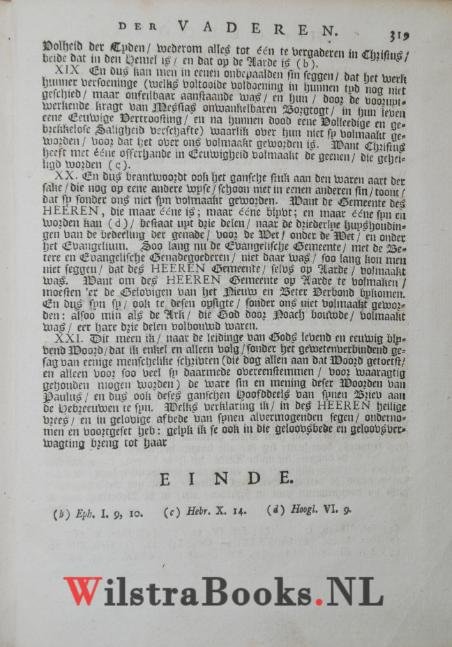 DER VADEREN. 319
Volheid der Tyden/ wederom alles tot één te vergaderen in Christus/
beide dat in den Hemel is/ en dat op de Aarde is (b).
XIX. En dus kan men in eenen onbepaalden sin seggen/ dat het werk
hunner versoeninge (welks voltooide voldoening in hunnen tyd nog niet
geschied/ maar onfeilbaar aanstaande was/ en hun/ door de vooruyt-
werkende kragt van Messias onwankelbaren Borgtogt/ in hun leven
eene Eeuwige Vertroosting/ en na hunnen dood eene Volledige en ge-
brekkelose Saligheid verschafte) waarlik over hun niet sy volmaakt ge-
worden/ voor dat het over ons volmaakt geworden is. Want Christus
heeft met ééne offerhande in Eeuwigheid volmaakt de geenen/ die gehei-
ligd worden (c).
XX. En dus beantwoordt ook het gansche stuk aan den waren aart der
sake/ die nog op eene andere wyse/ schoon niet in eenen anderen sin/ toont/
dat sy sonder ons niet syn volmaakt geworden. Want de Gemeente des
HEEREN, die maar ééne is; maar ééne blyvt; en maar ééne syn en
worden kan (d)/ bestaat uyt drie delen/ naar de driederleye huyshoudin-
gen van de bedeeling der genade/ voor de Wet/ onder de Wet/ en onder
het Evangelium. Soo lang nu de Evangelische Gemeente/ met de Be-
tere en Evangelische Genadegoederen/ niet daar was/ soo lang kon men
niet seggen/ dat des HEEREN Gemeente/ selvs op Aarde/ volmaakt
was. Want om des HEEREN Gemeente op Aarde te volmaken/
moesten 'er de Gelovigen van het Nieuw en Beter Verbond bykomen.
En dus syn sy/ ook te desen opsigte/ sonder ons niet volmaakt gewor-
den: alsoo min als de Ark/ die God door Noach bouwde/ volmaakt
was/ eer hare drie delen volbouwd waren.
XXI. Dit meen ik/ naar de leidinge van Gods levend en eeuwig bly-
vend Woord/ dat ik enkel en alleen volg/ sonder het gewetenverbindend ge-
sag van eenige menschelike schriften (die dog allen aan dat Woord getoetst/
en alleen voor soo veel sy daarmede overeenstemmen/ voor waaragtig
gehouden mogen worden) de ware sin en mening deser Woorden van
Paulus/ en dus ook deses ganschen Hoofddeels van synen Briev aan
de Hebreeuwen te syn. Welks verklaring ik/ in des HEEREN heilige
vrees/ en in gelovige afbede van synen alvermogenden segen/ onderno-
men en voortgeset heb: gelyk ik se ook in die geloovsbede en geloovsver-
wagting breng tot haar
EINDE.
(b) Eph. I. 9, 10. (c) Hebr. X. 14. (d) Hoogl. VI. 9.
WilstraBooks.NL